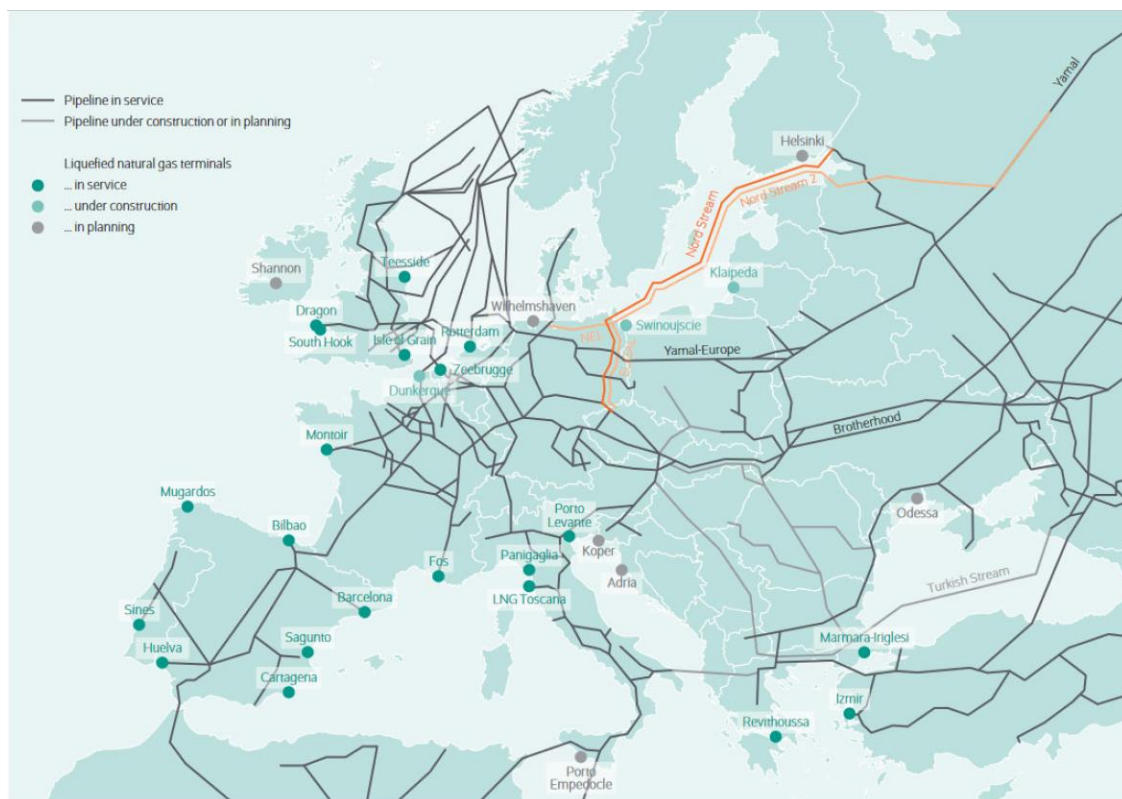 Pipeline in service
Pipeline under construction or in planning
Liquefied natural gas terminals
... in service
... under construction
... in planning
Yamal
Helsinki
Nord Stream
Nord Stream 2
Shannon
Teesside
Klaipeda
Dragon
South Hook
Wilhelmshaven
Swinoujscie
Isle of Grain
Rotterdam
NEL
Yamal-Europe
Zeebrugge
Dunkerque
Brotherhood
Montoir
Mugardos
Odessa
Bilbao
Porto
Levante
Koper
Fos
Panigaglia
Adria
LNG Toscana
Turkish Stream
Barcelona
Sines
Sagunto
Marmara-Iriglesi
Huelva
Cartagena
Izmir
Revithoussa
Porto
Empedocle